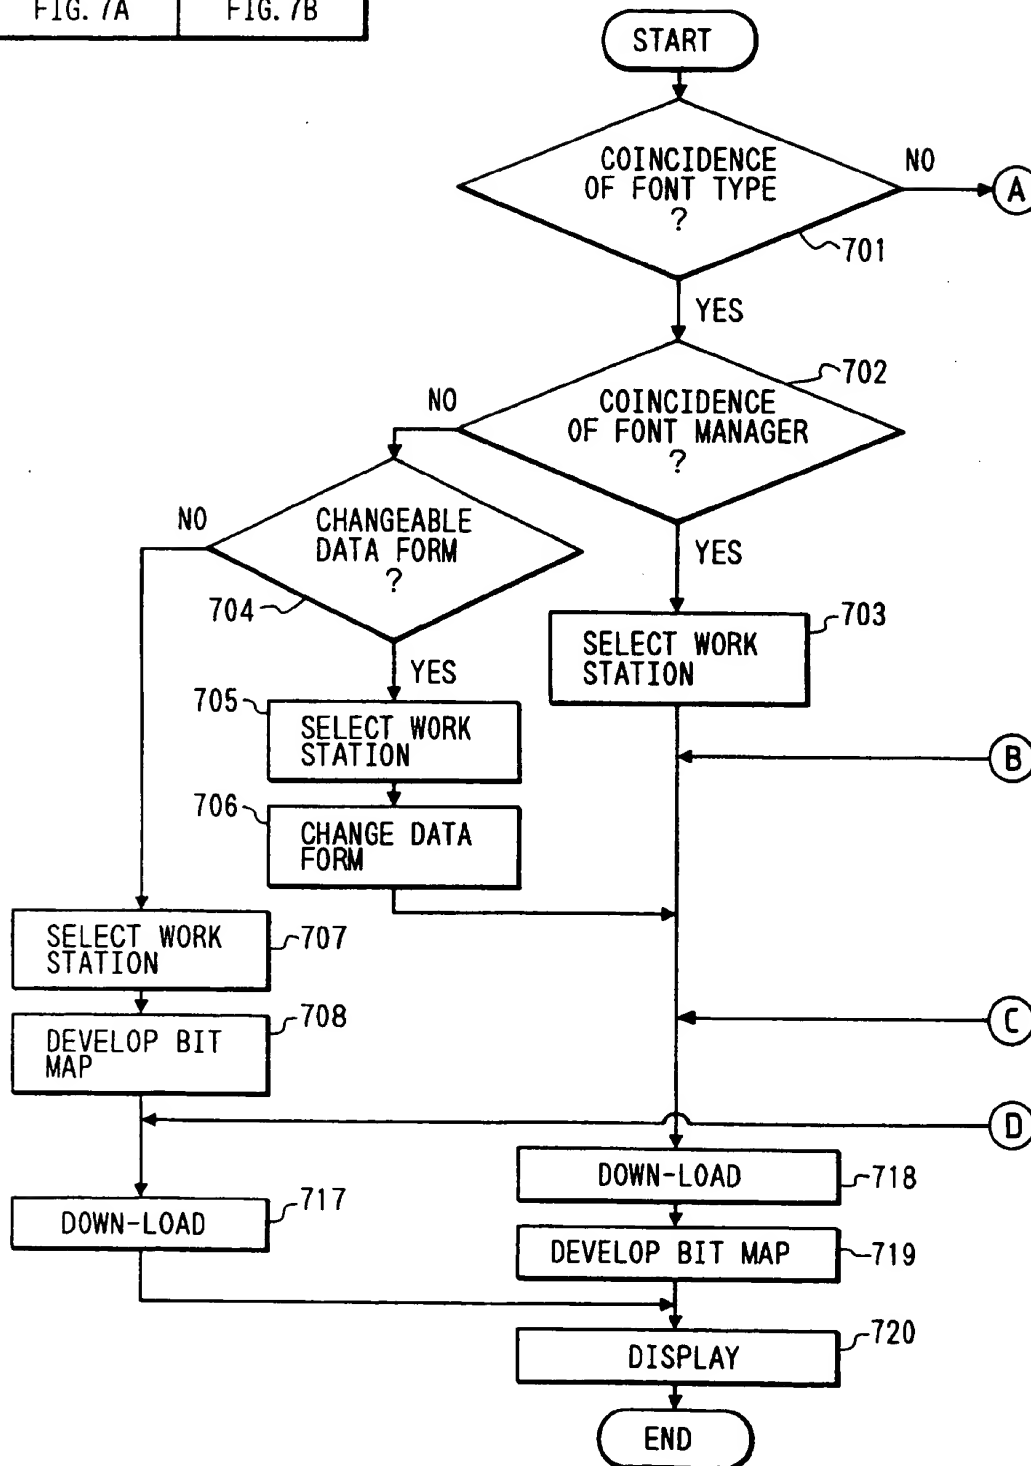 FIG. 7A
FIG. 7B
START
COINCIDENCE
OF FONT TYPE
?
NO
A
701
YES
702
COINCIDENCE
OF FONT MANAGER
?
NO
CHANGEABLE
DATA FORM
?
NO
YES
704
703
SELECT WORK
STATION
YES
705
SELECT WORK
STATION
B
706
CHANGE DATA
FORM
SELECT WORK
STATION
707
C
708
DEVELOP BIT
MAP
D
DOWN-LOAD
718
717
DOWN-LOAD
DEVELOP BIT MAP
719
720
DISPLAY
END